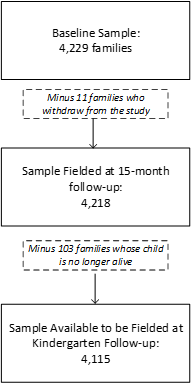 Baseline Sample:
4,229 families
Minus 11 families who
withdraw from the study
Sample Fielded at 15-month
follow-up:
4,218
Minus 103 families whose child
is no longer alive
Sample Available to be Fielded at
Kindergarten Follow-up:
4,115